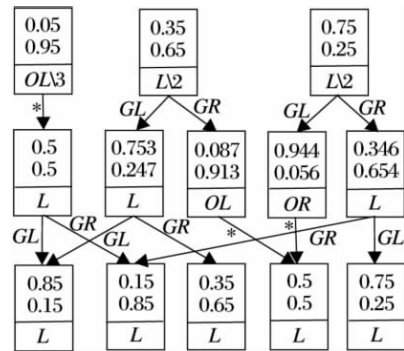 0.05 0.35 0.75
0.95 0.65 0.25
OL\3 L\2 L\2
* GL GR GL GR
0.5 0.753 0.087 0.944 0.346
0.5 0.247 0.913 0.056 0.654
L L OL OR L
GL GR GL GR * * GR GL
0.85 0.15 0.35 0.5 0.75
0.15 0.85 0.65 0.5 0.25
L L L L L